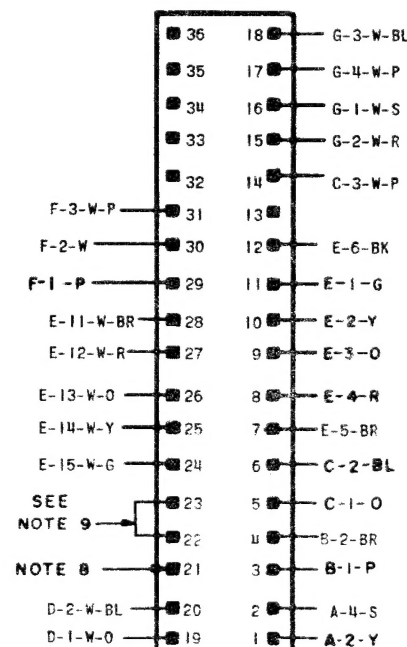 36 18 G-3-W-BL
35 17 G-4-W-P
34 16 G-1-W-S
33 15 G-2-W-R
32 14 C-3-W-P
F-3-W-P 31 13
F-2-W 30 12 E-6-BK
F-1-P 29 11 E-1-G
E-11-W-BR 28 10 E-2-Y
E-12-W-R 27 9 E-3-O
E-13-W-O 26 8 E-4-R
E-14-W-Y 25 7 E-5-BR
E-15-W-G 24 6 C-2-BL
SEE 23 5 C-1-O
NOTE 9 22 4 B-2-BR
NOTE 8 21 3 B-1-P
D-2-W-BL 20 2 A-4-S
D-1-W-O 19 1 A-2-Y